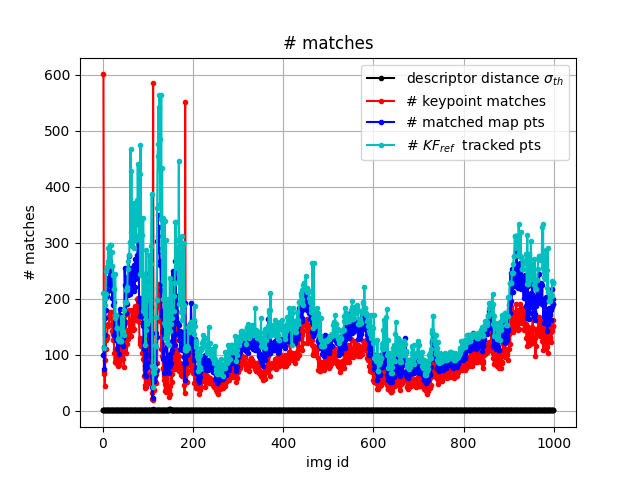 # matches
descriptor distance σ_th
# keypoint matches
# matched map pts
# KF_ref tracked pts
600
500
400
300
200
100
0
# matches
0 200 400 600 800 1000
img id